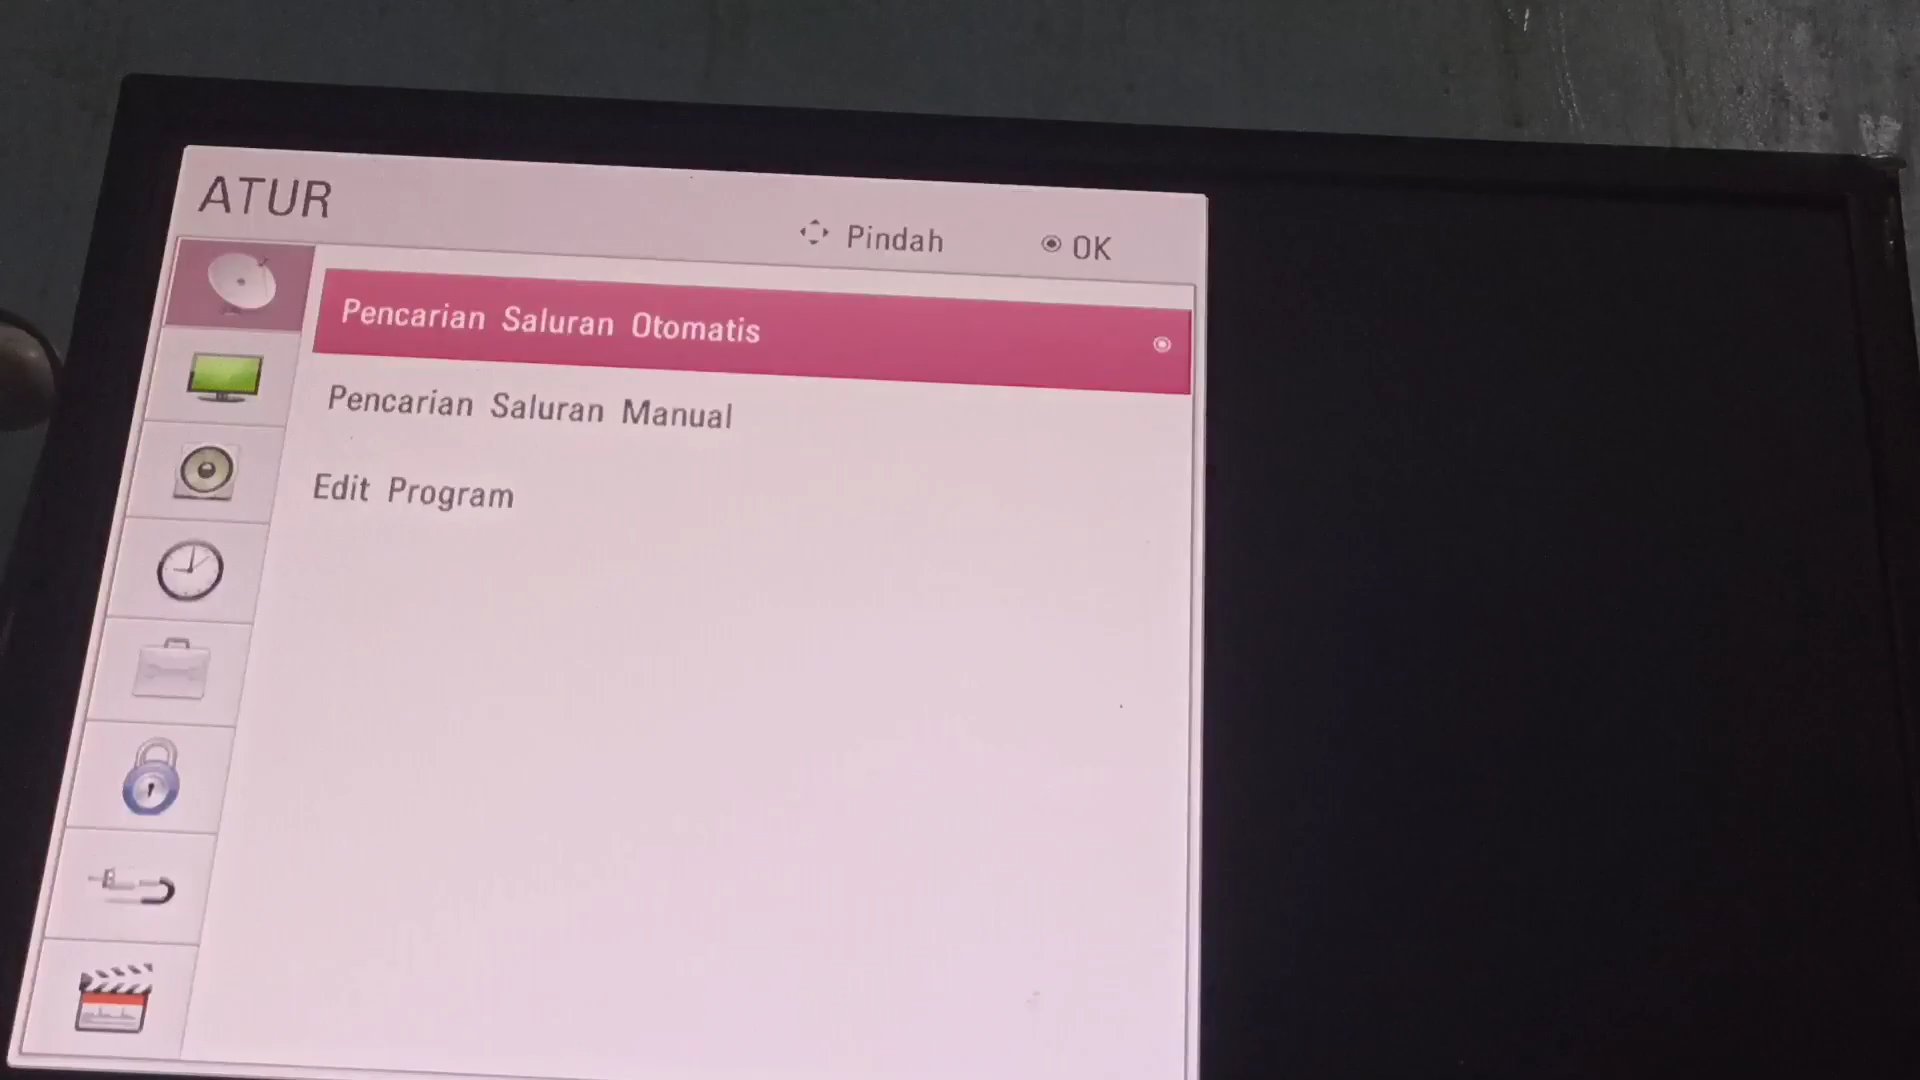 ATUR
Pindah OK
Pencarian Saluran Otomatis
Pencarian Saluran Manual
Edit Program